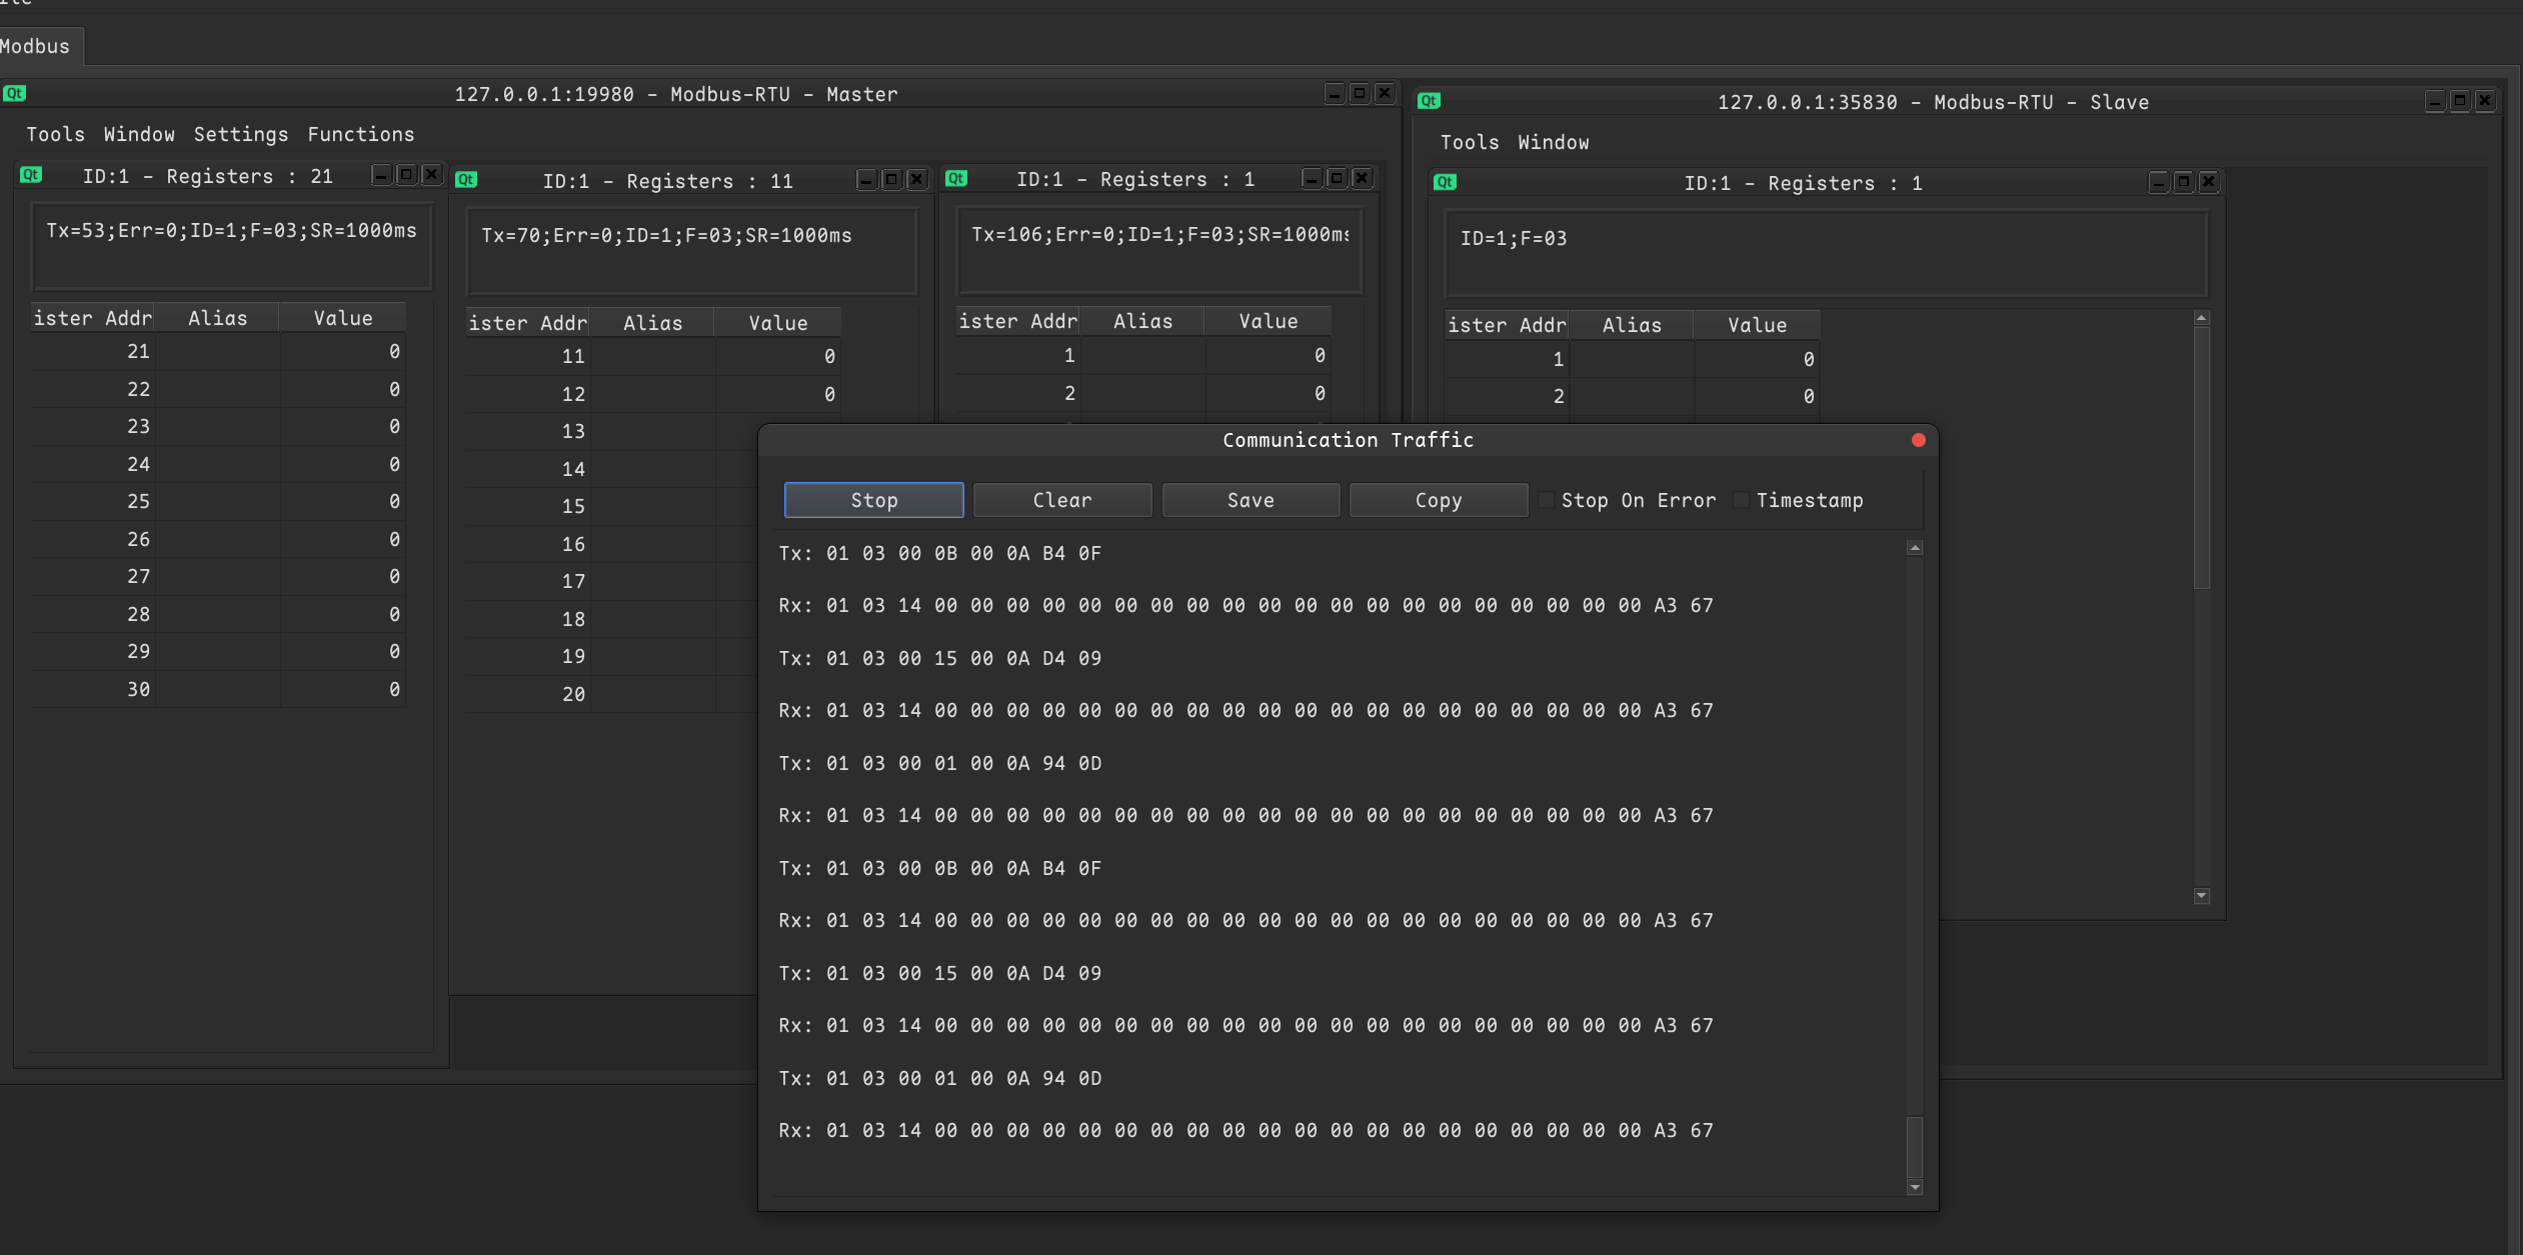 Modbus
Qt 127.0.0.1:19980 - Modbus-RTU - Master
Tools Window Settings Functions
Qt ID:1 - Registers : 21
Tx=53;Err=0;ID=1;F=03;SR=1000ms
ister Addr Alias Value
21 0
22 0
23 0
24 0
25 0
26 0
27 0
28 0
29 0
30 0
Qt ID:1 - Registers : 11
Tx=70;Err=0;ID=1;F=03;SR=1000ms
ister Addr Alias Value
11 0
12 0
13
14
15
16
17
18
19
20
Qt ID:1 - Registers : 1
Tx=106;Err=0;ID=1;F=03;SR=1000ms
ister Addr Alias Value
1 0
2 0
Qt 127.0.0.1:35830 - Modbus-RTU - Slave
Tools Window
Qt ID:1 - Registers : 1
ID=1;F=03
ister Addr Alias Value
1 0
2 0
Communication Traffic
Stop Clear Save Copy Stop On Error Timestamp
Tx: 01 03 00 0B 00 0A B4 0F
Rx: 01 03 14 00 00 00 00 00 00 00 00 00 00 00 00 00 00 00 00 00 00 00 00 A3 67
Tx: 01 03 00 15 00 0A D4 09
Rx: 01 03 14 00 00 00 00 00 00 00 00 00 00 00 00 00 00 00 00 00 00 00 00 A3 67
Tx: 01 03 00 01 00 0A 94 0D
Rx: 01 03 14 00 00 00 00 00 00 00 00 00 00 00 00 00 00 00 00 00 00 00 00 A3 67
Tx: 01 03 00 0B 00 0A B4 0F
Rx: 01 03 14 00 00 00 00 00 00 00 00 00 00 00 00 00 00 00 00 00 00 00 00 A3 67
Tx: 01 03 00 15 00 0A D4 09
Rx: 01 03 14 00 00 00 00 00 00 00 00 00 00 00 00 00 00 00 00 00 00 00 00 A3 67
Tx: 01 03 00 01 00 0A 94 0D
Rx: 01 03 14 00 00 00 00 00 00 00 00 00 00 00 00 00 00 00 00 00 00 00 00 A3 67